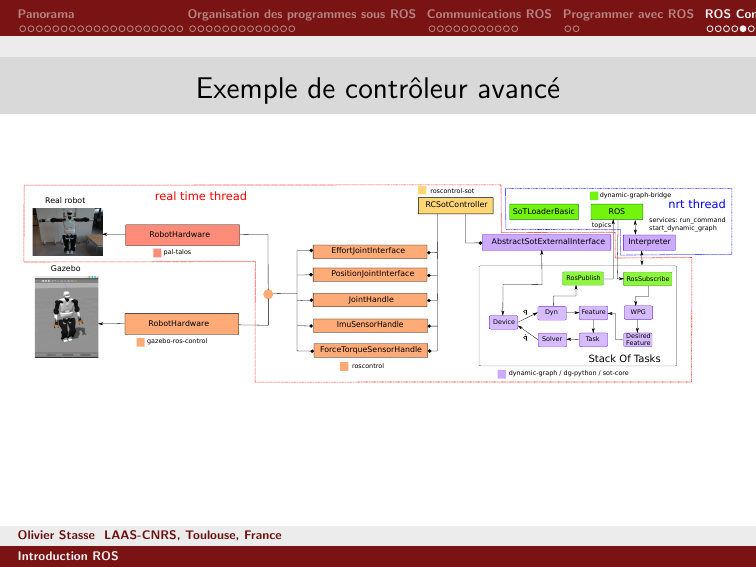 Panorama
Organisation des programmes sous ROS
Communications ROS
Programmer avec ROS
ROS Con
Exemple de contrôleur avancé
real time thread
Real robot
RobotHardware
pal-talos
Gazebo
RobotHardware
gazebo-ros-control
roscontrol-sot
RCSotController
EffortJointInterface
PositionJointInterface
JointHandle
ImuSensorHandle
ForceTorqueSensorHandle
roscontrol
dynamic-graph-bridge
nrt thread
SoTLoaderBasic
ROS
topics
services: run_command
start_dynamic_graph
AbstractSotExternalInterface
Interpreter
RosPublish
RosSubscribe
Device
q
Dyn
Feature
WPG
q
Solver
Task
Desired
Feature
Stack Of Tasks
dynamic-graph / dg-python / sot-core
Olivier Stasse LAAS-CNRS, Toulouse, France
Introduction ROS